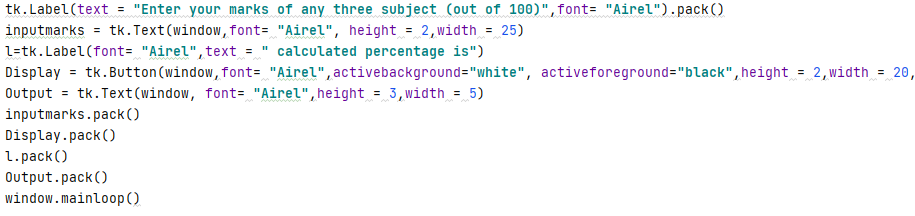 tk.Label(text = "Enter your marks of any three subject (out of 100)",font= "Airel").pack()
inputmarks = tk.Text(window,font= "Airel", height = 2,width = 25)
l=tk.Label(font= "Airel",text = " calculated percentage is")
Display = tk.Button(window,font= "Airel",activebackground="white", activeforeground="black",height = 2,width = 20,
Output = tk.Text(window, font= "Airel",height = 3,width = 5)
inputmarks.pack()
Display.pack()
l.pack()
Output.pack()
window.mainloop()